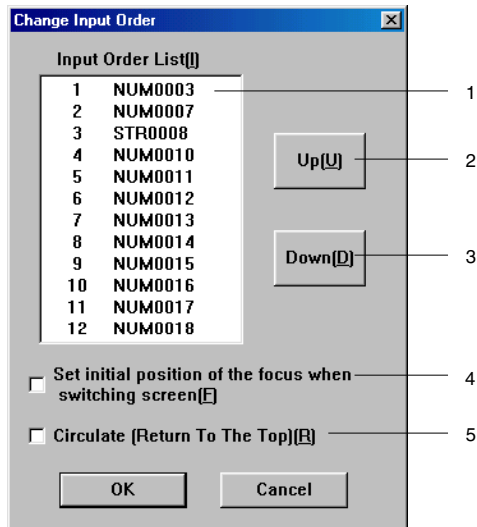 Change Input Order
Input Order List(I)
1 NUM0003
2 NUM0007
3 STR0008
4 NUM0010
5 NUM0011
6 NUM0012
7 NUM0013
8 NUM0014
9 NUM0015
10 NUM0016
11 NUM0017
12 NUM0018
Up(U)
Down(D)
Set initial position of the focus when
switching screen(F)
Circulate (Return To The Top)(R)
OK Cancel
1
2
3
4
5